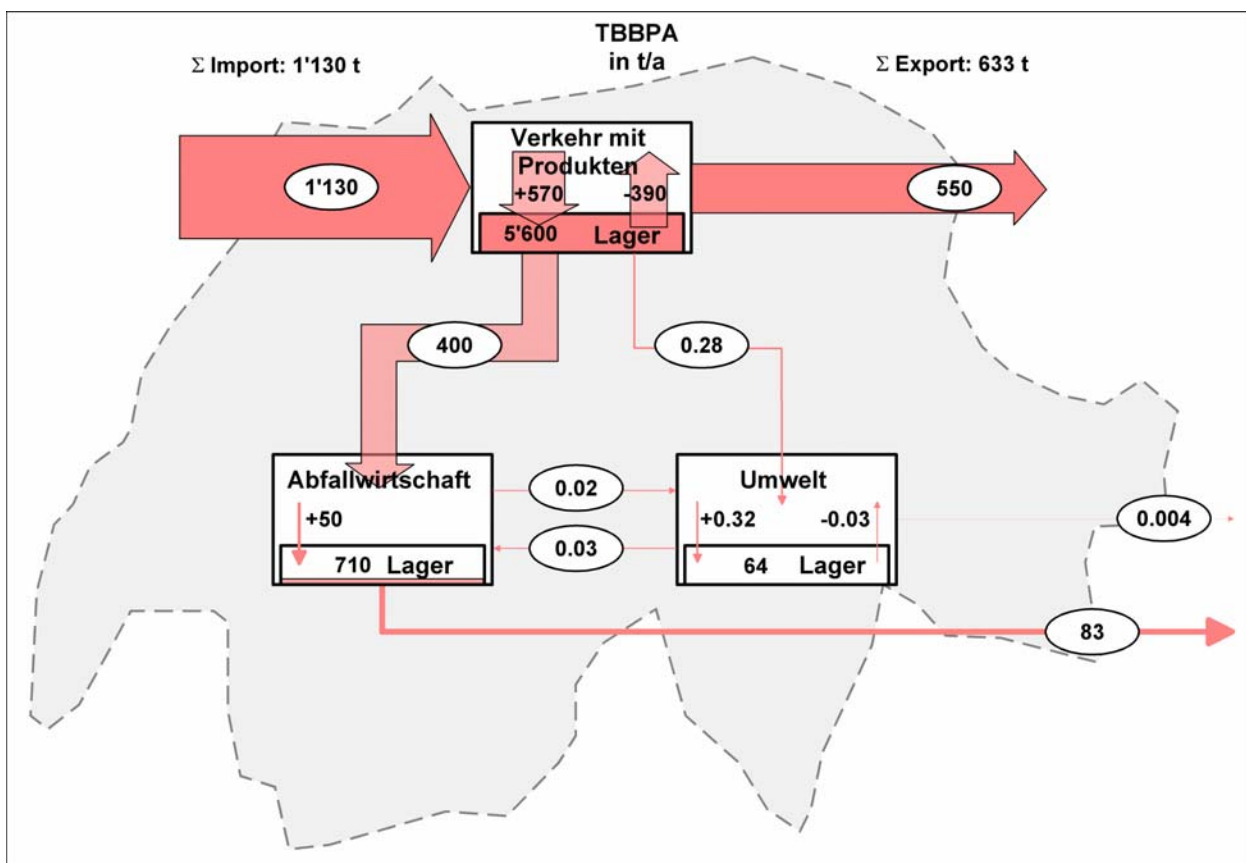 TBBPA
in t/a
Σ Import: 1'130 t
Σ Export: 633 t
Verkehr mit
Produkten
+570
-390
5'600 Lager
1'130
550
400
0.28
Abfallwirtschaft
+50
710 Lager
0.02
0.03
Umwelt
+0.32
-0.03
64 Lager
0.004
83